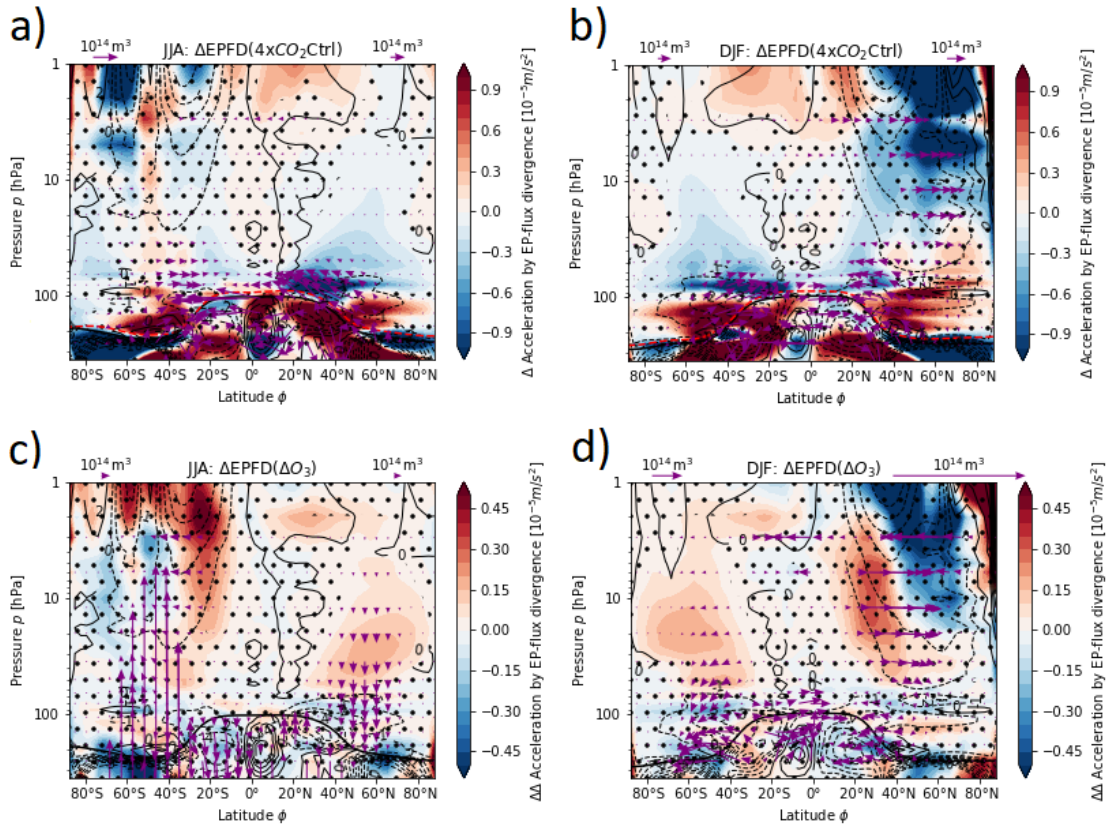 a)
10¹⁴ m³
JJA: ΔEPFD(4xCO₂Ctrl)
10¹⁴ m³
1
10
100
Pressure p [hPa]
80°S 60°S 40°S 20°S 0° 20°N 40°N 60°N 80°N
Latitude ϕ
0.9
0.6
0.3
0.0
−0.3
−0.6
−0.9
Δ Acceleration by EP-flux divergence [10⁻⁵m/s²]
b)
10¹⁴ m³
DJF: ΔEPFD(4xCO₂Ctrl)
10¹⁴ m³
1
10
100
Pressure p [hPa]
80°S 60°S 40°S 20°S 0° 20°N 40°N 60°N 80°N
Latitude ϕ
0.9
0.6
0.3
0.0
−0.3
−0.6
−0.9
Δ Acceleration by EP-flux divergence [10⁻⁵m/s²]
c)
10¹⁴ m³
JJA: ΔEPFD(ΔO₃)
10¹⁴ m³
1
10
100
Pressure p [hPa]
80°S 60°S 40°S 20°S 0° 20°N 40°N 60°N 80°N
Latitude ϕ
0.45
0.30
0.15
0.00
−0.15
−0.30
−0.45
ΔΔ Acceleration by EP-flux divergence [10⁻⁵m/s²]
d)
10¹⁴ m³
DJF: ΔEPFD(ΔO₃)
10¹⁴ m³
1
10
100
Pressure p [hPa]
80°S 60°S 40°S 20°S 0° 20°N 40°N 60°N 80°N
Latitude ϕ
0.45
0.30
0.15
0.00
−0.15
−0.30
−0.45
ΔΔ Acceleration by EP-flux divergence [10⁻⁵m/s²]